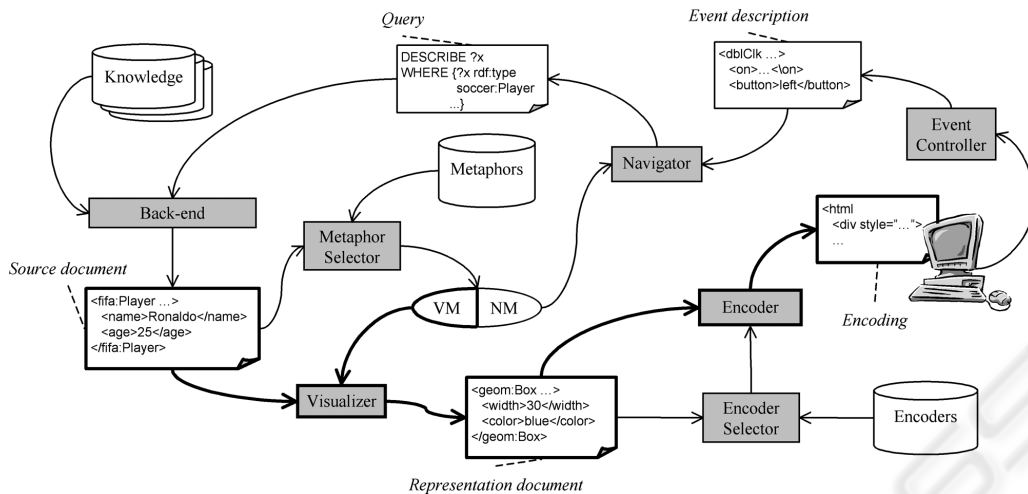 Query
Event description
DESCRIBE ?x
WHERE {?x rdf:type
soccer:Player
...}
<dblClk ...>
<on>...<\on>
<button>left</button>
Knowledge
Event
Controller
Navigator
Metaphors
Back-end
Metaphor
Selector
<html
<div style="...">
...
Source document
<fifa:Player ...>
<name>Ronaldo</name>
<age>25</age>
</fifa:Player>
VM
NM
Encoder
Encoding
Visualizer
<geom:Box ...>
<width>30</width>
<color>blue</color>
</geom:Box>
Encoder
Selector
Encoders
Representation document